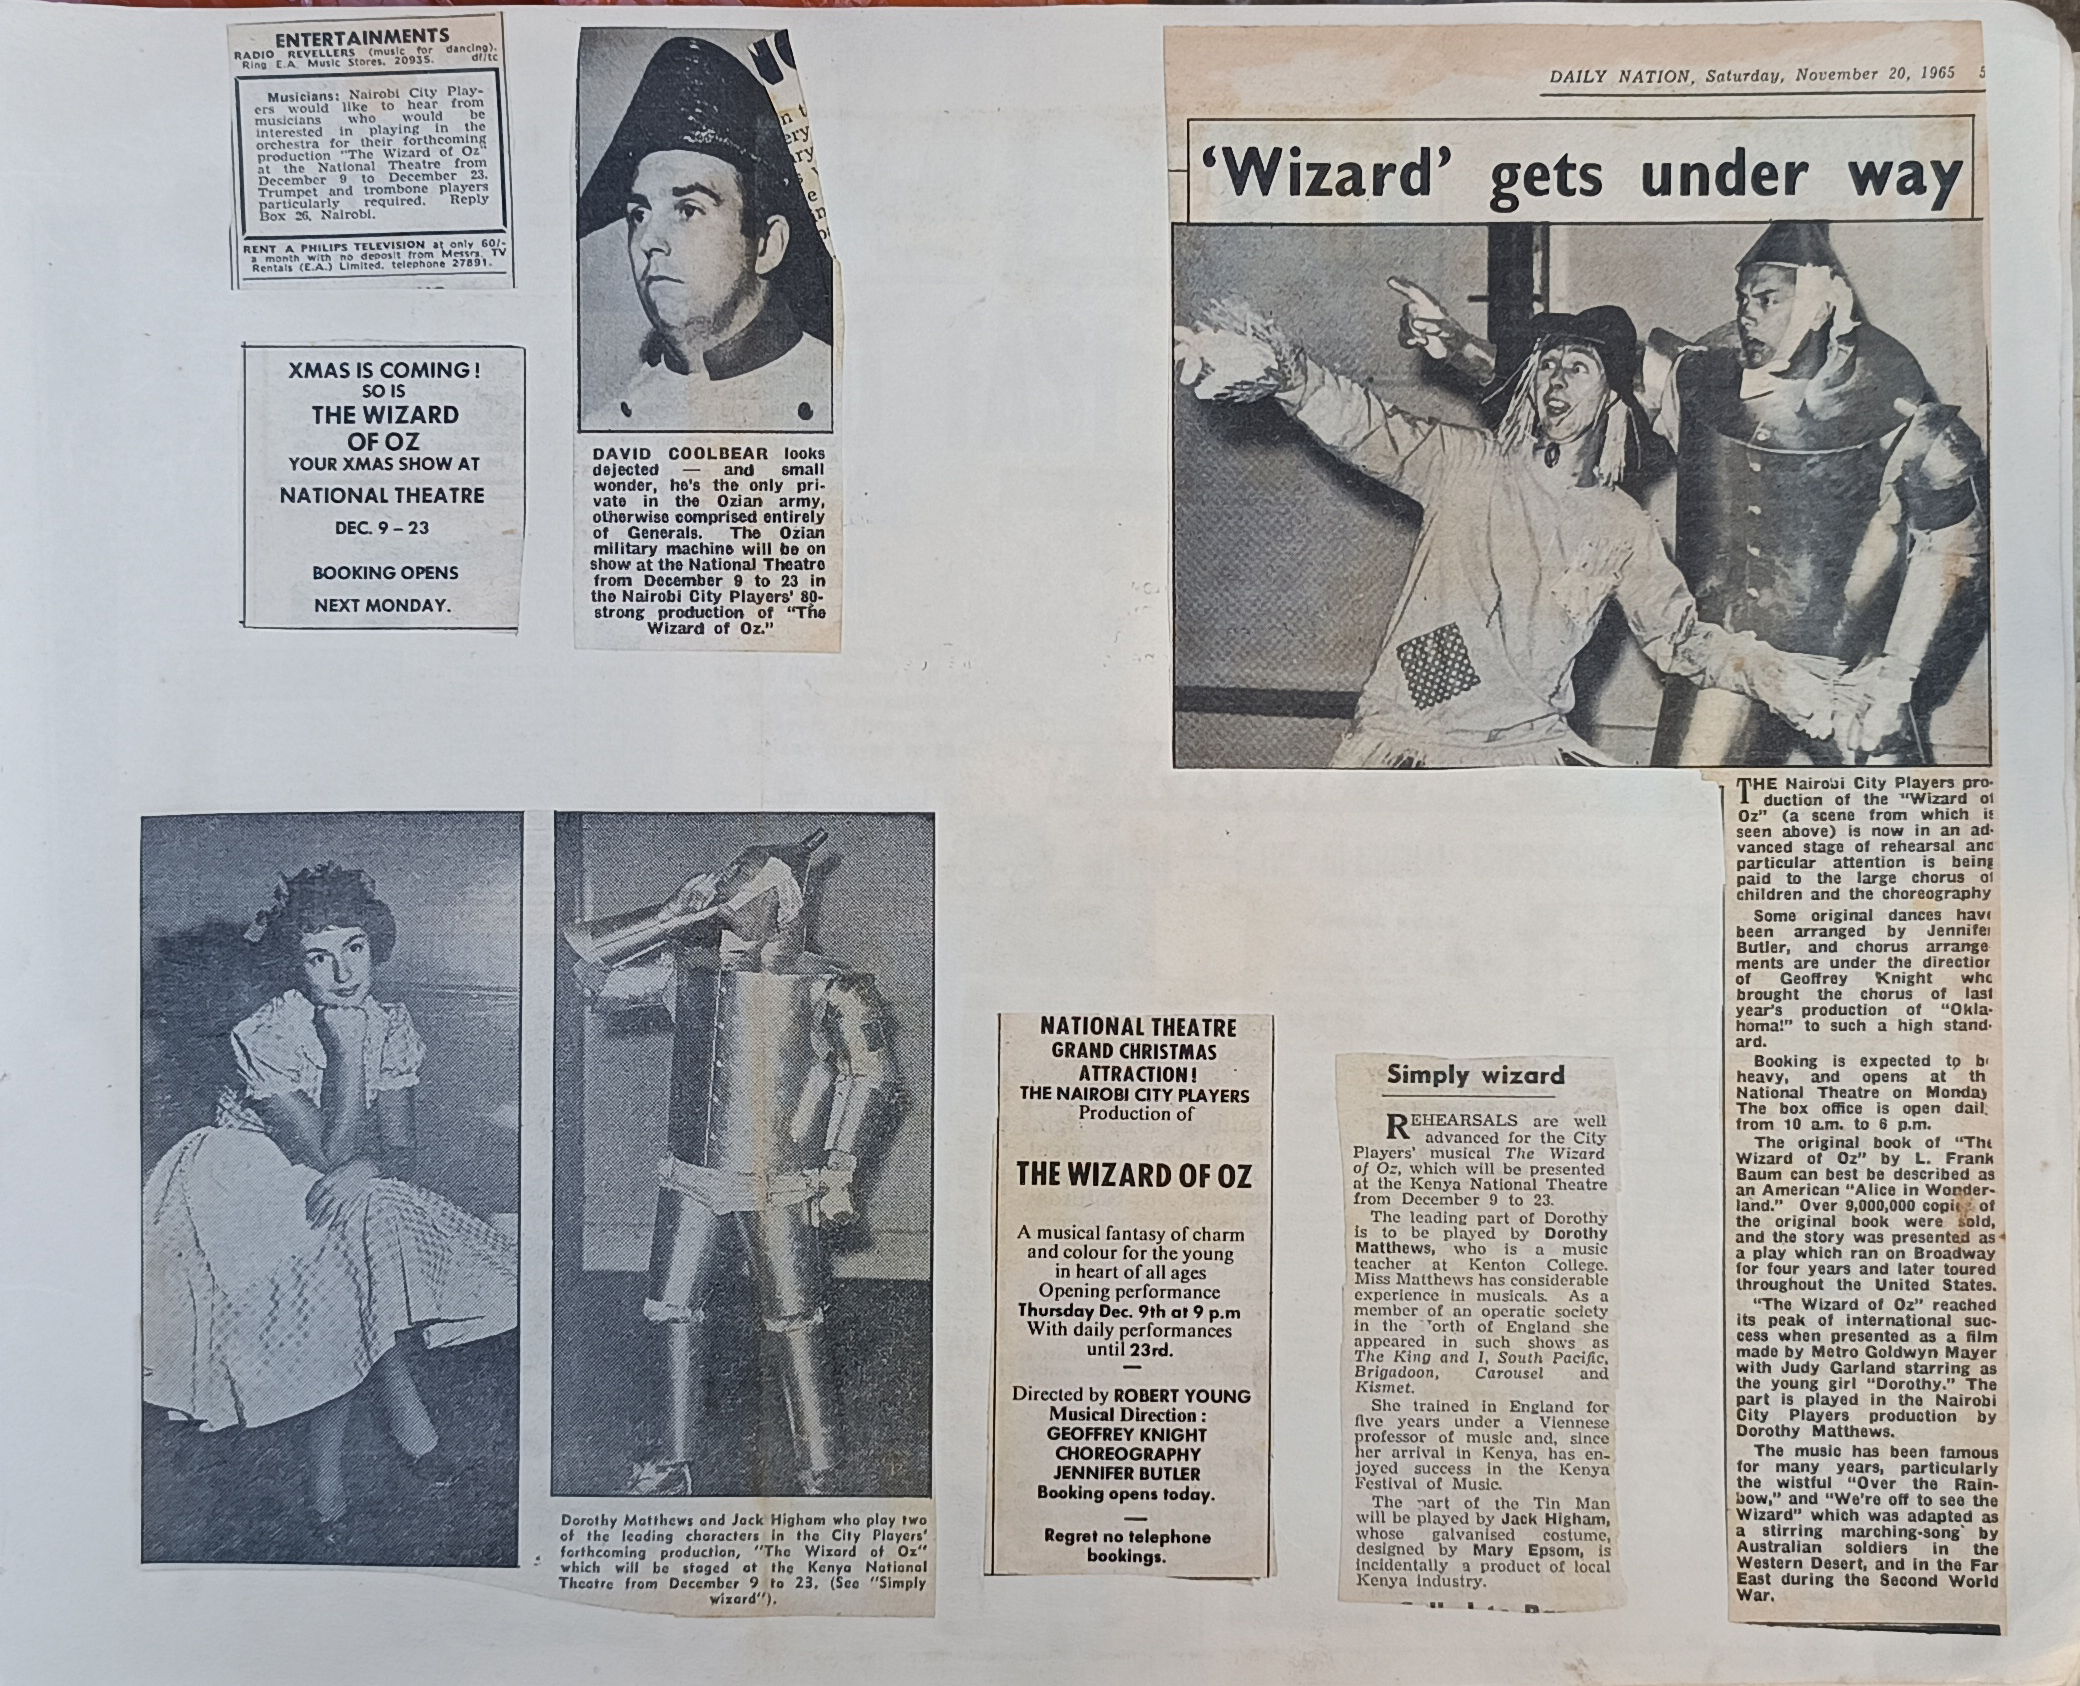 ENTERTAINMENTS
RADIO REVELLERS (music for dancing).
Ring E.A. Music Stores. 20935. df/tc
Musicians: Nairobi City Play-
ers would like to hear from
musicians who would be
interested in playing in the
orchestra for their forthcoming
production "The Wizard of Oz"
at the National Theatre from
December 9 to December 23.
Trumpet and trombone players
particularly required. Reply
Box 26, Nairobi.
RENT A PHILIPS TELEVISION at only 60/-
a month with no deposit from Messrs. TV
Rentals (E.A.) Limited, telephone 27891.
XMAS IS COMING!
SO IS
THE WIZARD
OF OZ
YOUR XMAS SHOW AT
NATIONAL THEATRE
DEC. 9 – 23
BOOKING OPENS
NEXT MONDAY.
DAVID COOLBEAR looks
dejected — and small
wonder, he's the only pri-
vate in the Ozian army,
otherwise comprised entirely
of Generals. The Ozian
military machine will be on
show at the National Theatre
from December 9 to 23 in
the Nairobi City Players' 80-
strong production of "The
Wizard of Oz."
DAILY NATION, Saturday, November 20, 1965 5
'Wizard' gets under way
THE Nairobi City Players pro-
duction of the "Wizard of
Oz" (a scene from which is
seen above) is now in an ad-
vanced stage of rehearsal and
particular attention is being
paid to the large chorus of
children and the choreography
Some original dances have
been arranged by Jennifer
Butler, and chorus arrange
ments are under the direction
of Geoffrey Knight who
brought the chorus of last
year's production of "Okla-
homa!" to such a high stand-
ard.
Booking is expected to b
heavy, and opens at th
National Theatre on Monday
The box office is open dail
from 10 a.m. to 6 p.m.
The original book of "The
Wizard of Oz" by L. Frank
Baum can best be described as
an American "Alice in Wonder-
land." Over 9,000,000 copies of
the original book were sold,
and the story was presented as
a play which ran on Broadway
for four years and later toured
throughout the United States.
"The Wizard of Oz" reached
its peak of international suc-
cess when presented as a film
made by Metro Goldwyn Mayer
with Judy Garland starring as
the young girl "Dorothy." The
part is played in the Nairobi
City Players production by
Dorothy Matthews.
The music has been famous
for many years, particularly
the wistful "Over the Rain-
bow," and "We're off to see the
Wizard" which was adapted as
a stirring marching-song by
Australian soldiers in the
Western Desert, and in the Far
East during the Second World
War.
Dorothy Matthews and Jack Higham who play two
of the leading characters in the City Players'
forthcoming production, "The Wizard of Oz"
which will be staged at the Kenya National
Theatre from December 9 to 23. (See "Simply
wizard").
NATIONAL THEATRE
GRAND CHRISTMAS
ATTRACTION!
THE NAIROBI CITY PLAYERS
Production of
THE WIZARD OF OZ
A musical fantasy of charm
and colour for the young
in heart of all ages
Opening performance
Thursday Dec. 9th at 9 p.m
With daily performances
until 23rd.
Directed by ROBERT YOUNG
Musical Direction :
GEOFFREY KNIGHT
CHOREOGRAPHY
JENNIFER BUTLER
Booking opens today.
Regret no telephone
bookings.
Simply wizard
REHEARSALS are well
advanced for the City
Players' musical The Wizard
of Oz, which will be presented
at the Kenya National Theatre
from December 9 to 23.
The leading part of Dorothy
is to be played by Dorothy
Matthews, who is a music
teacher at Kenton College.
Miss Matthews has considerable
experience in musicals. As a
member of an operatic society
in the orth of England she
appeared in such shows as
The King and I, South Pacific,
Brigadoon, Carousel and
Kismet.
She trained in England for
five years under a Viennese
professor of music and, since
her arrival in Kenya, has en-
joyed success in the Kenya
Festival of Music.
The part of the Tin Man
will be played by Jack Higham,
whose galvanised costume,
designed by Mary Epsom, is
incidentally a product of local
Kenya industry.